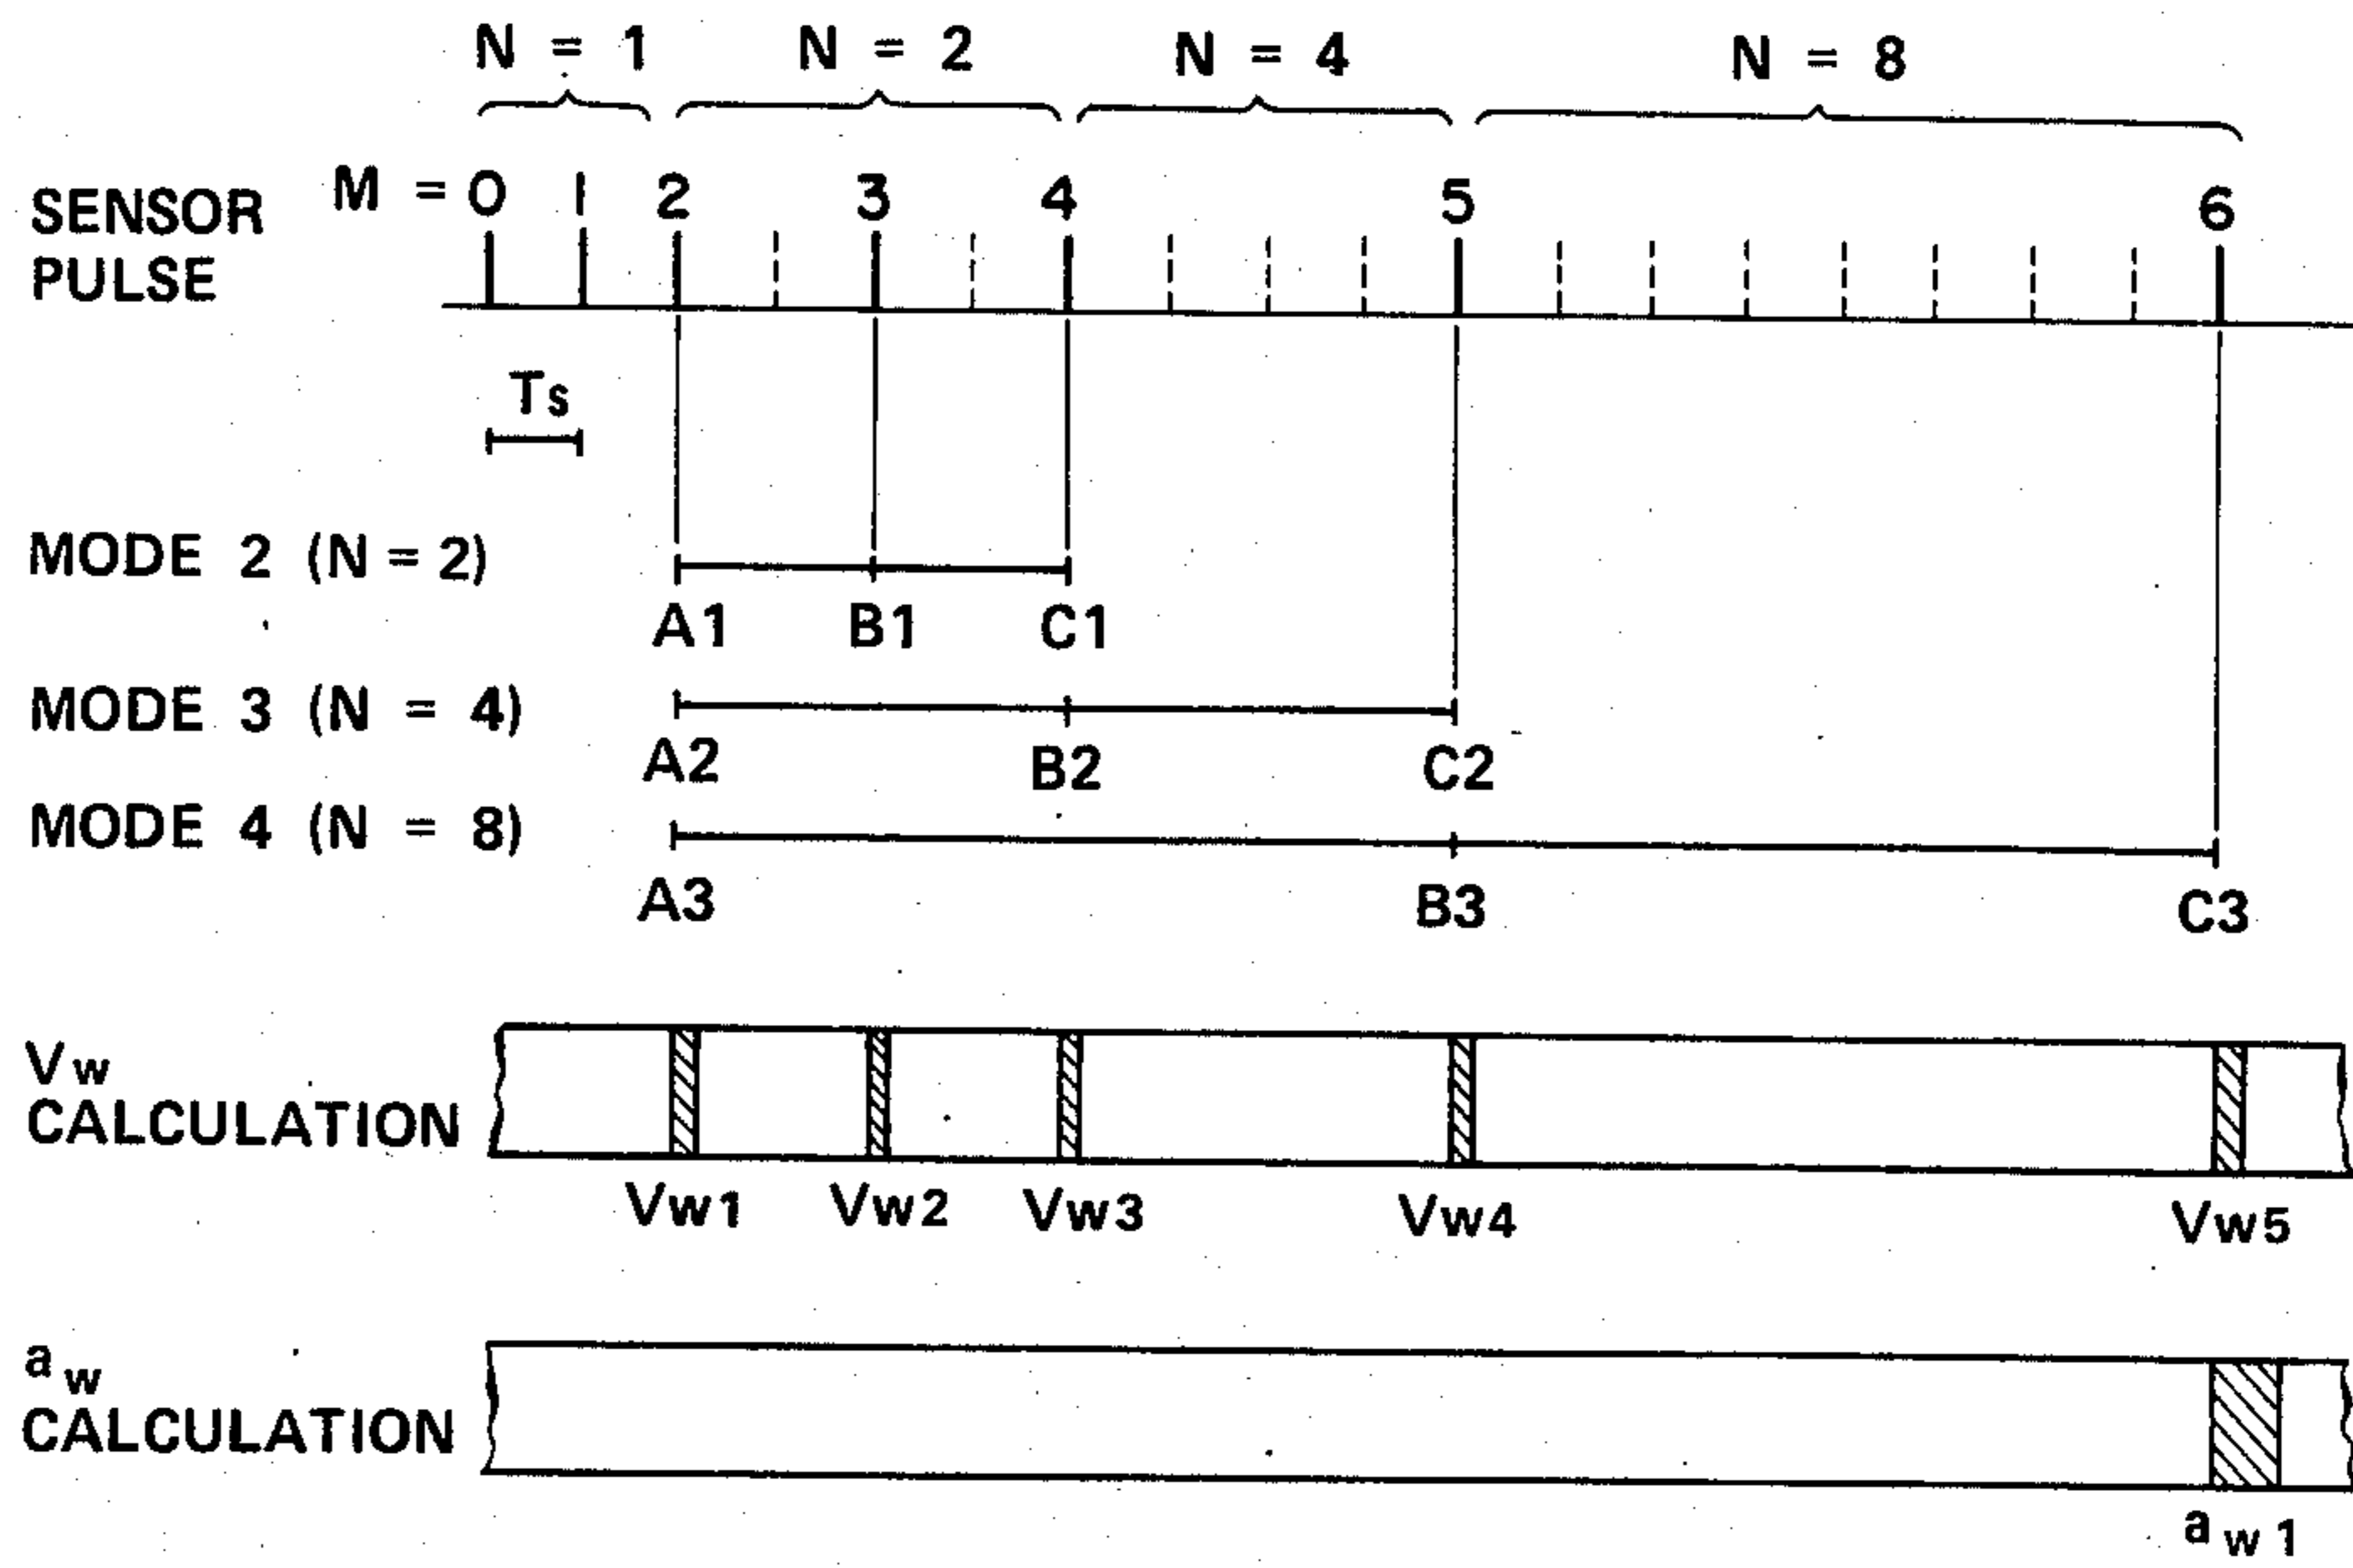 N = 1 N = 2 N = 4 N = 8
SENSOR PULSE M = 0 1 2 3 4 5 6
Ts
MODE 2 (N = 2)
A1 B1 C1
MODE 3 (N = 4)
A2 B2 C2
MODE 4 (N = 8)
A3 B3 C3
Vw
CALCULATION
Vw1 Vw2 Vw3 Vw4 Vw5
aw
CALCULATION
aw1